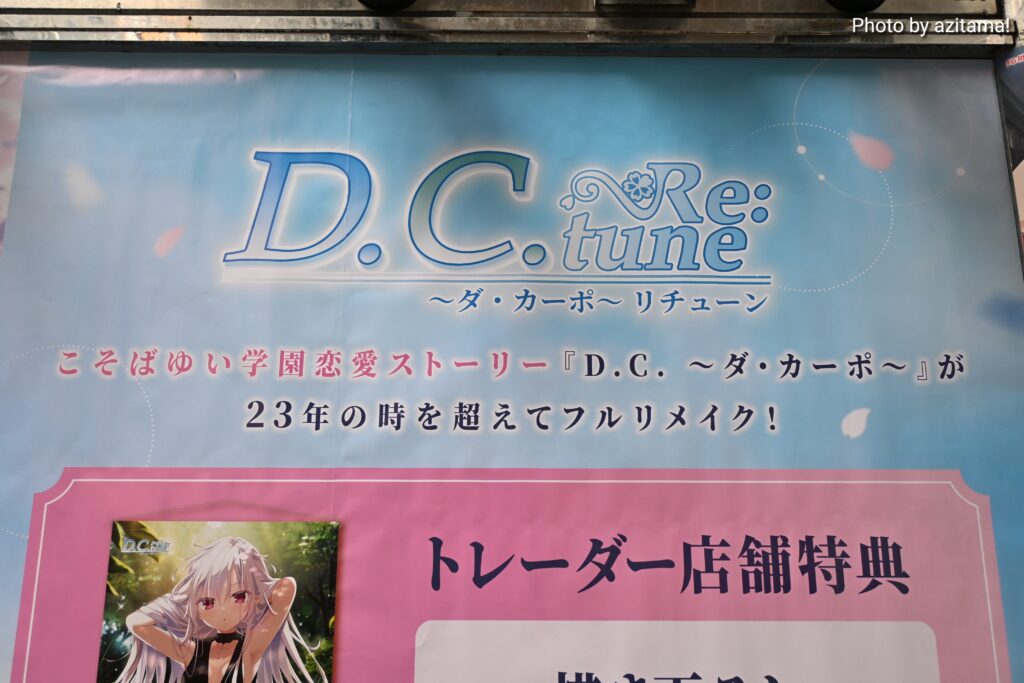 Photo by azitama!
D.C. Re:
tune
〜ダ・カーポ〜 リチューン
こそばゆい学園恋愛ストーリー『D.C. 〜ダ・カーポ〜』が
23年の時を超えてフルリメイク!
D.C.
トレーダー店舗特典